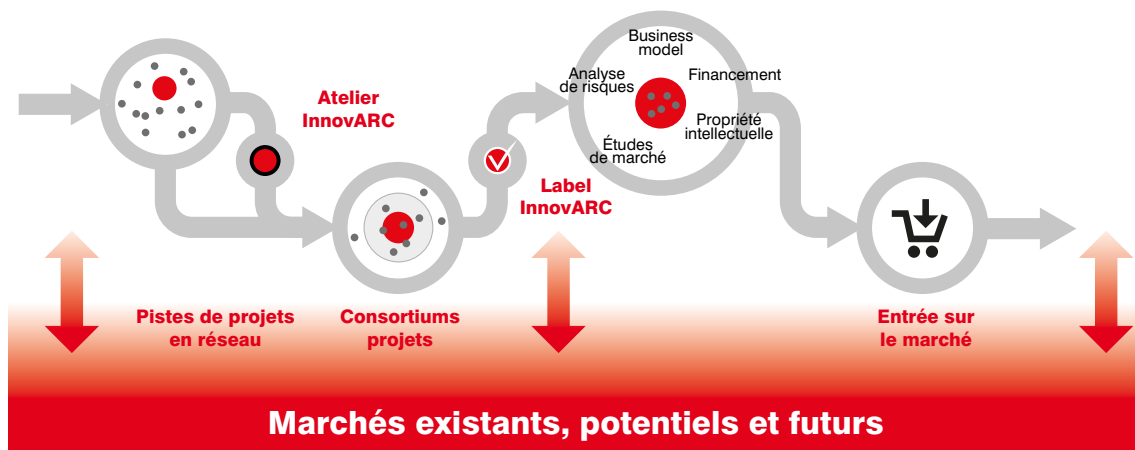 Atelier
InnovARC
Business
model
Analyse
de risques
Financement
Propriété
intellectuelle
Études
de marché
Label
InnovARC
Pistes de projets
en réseau
Consortiums
projets
Entrée sur
le marché
Marchés existants, potentiels et futurs